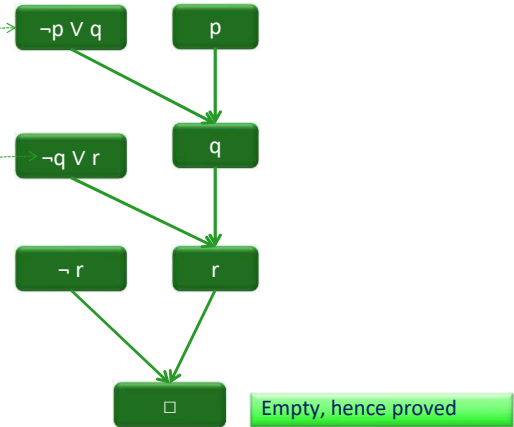 ¬p V q
p
q
¬q V r
¬ r
r
□
Empty, hence proved